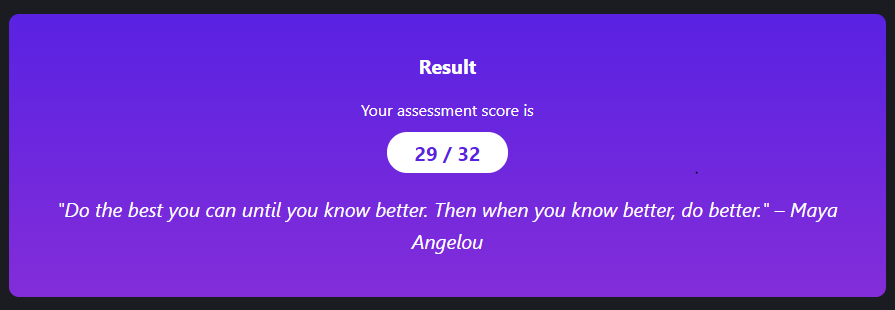 Result
Your assessment score is
29 / 32
"Do the best you can until you know better. Then when you know better, do better." – Maya
Angelou